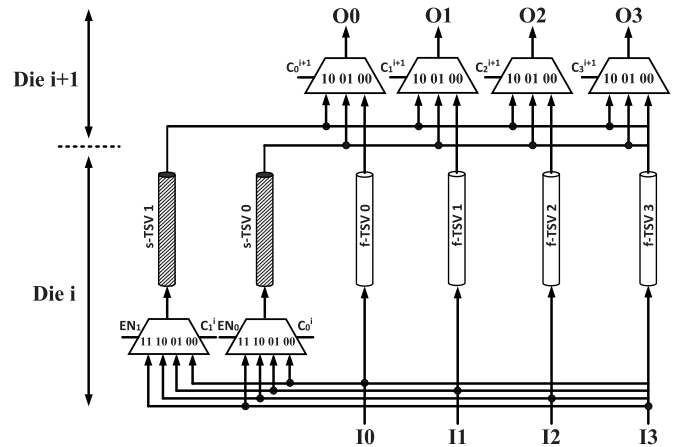 O0 O1 O2 O3
C₀ⁱ⁺¹ C₁ⁱ⁺¹ C₂ⁱ⁺¹ C₃ⁱ⁺¹
10 01 00 10 01 00 10 01 00 10 01 00
Die i+1
s-TSV 1 s-TSV 0 f-TSV 0 f-TSV 1 f-TSV 2 f-TSV 3
Die i
EN₁ C₁ⁱ EN₀ C₀ⁱ
11 10 01 00 11 10 01 00
I0 I1 I2 I3